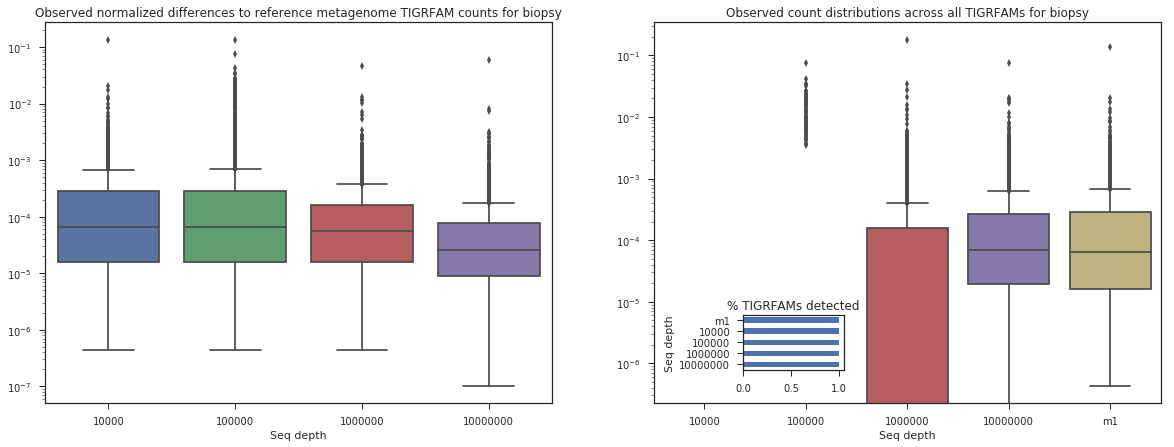 Observed normalized differences to reference metagenome TIGRFAM counts for biopsy
10⁻¹
10⁻²
10⁻³
10⁻⁴
10⁻⁵
10⁻⁶
10⁻⁷
10000
100000
1000000
10000000
Seq depth
Observed count distributions across all TIGRFAMs for biopsy
10⁻¹
10⁻²
10⁻³
10⁻⁴
10⁻⁵
10⁻⁶
% TIGRFAMs detected
Seq depth
m1
10000
100000
1000000
10000000
0.0 0.5 1.0
10000
100000
1000000
10000000
m1
Seq depth